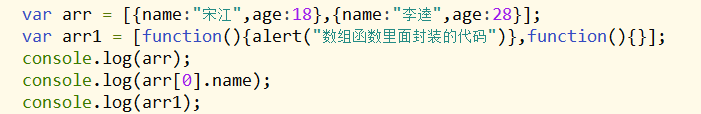 var arr = [{name:"宋江",age:18},{name:"李逵",age:28}];
var arr1 = [function(){alert("数组函数里面封装的代码")},function(){}];
console.log(arr);
console.log(arr[0].name);
console.log(arr1);